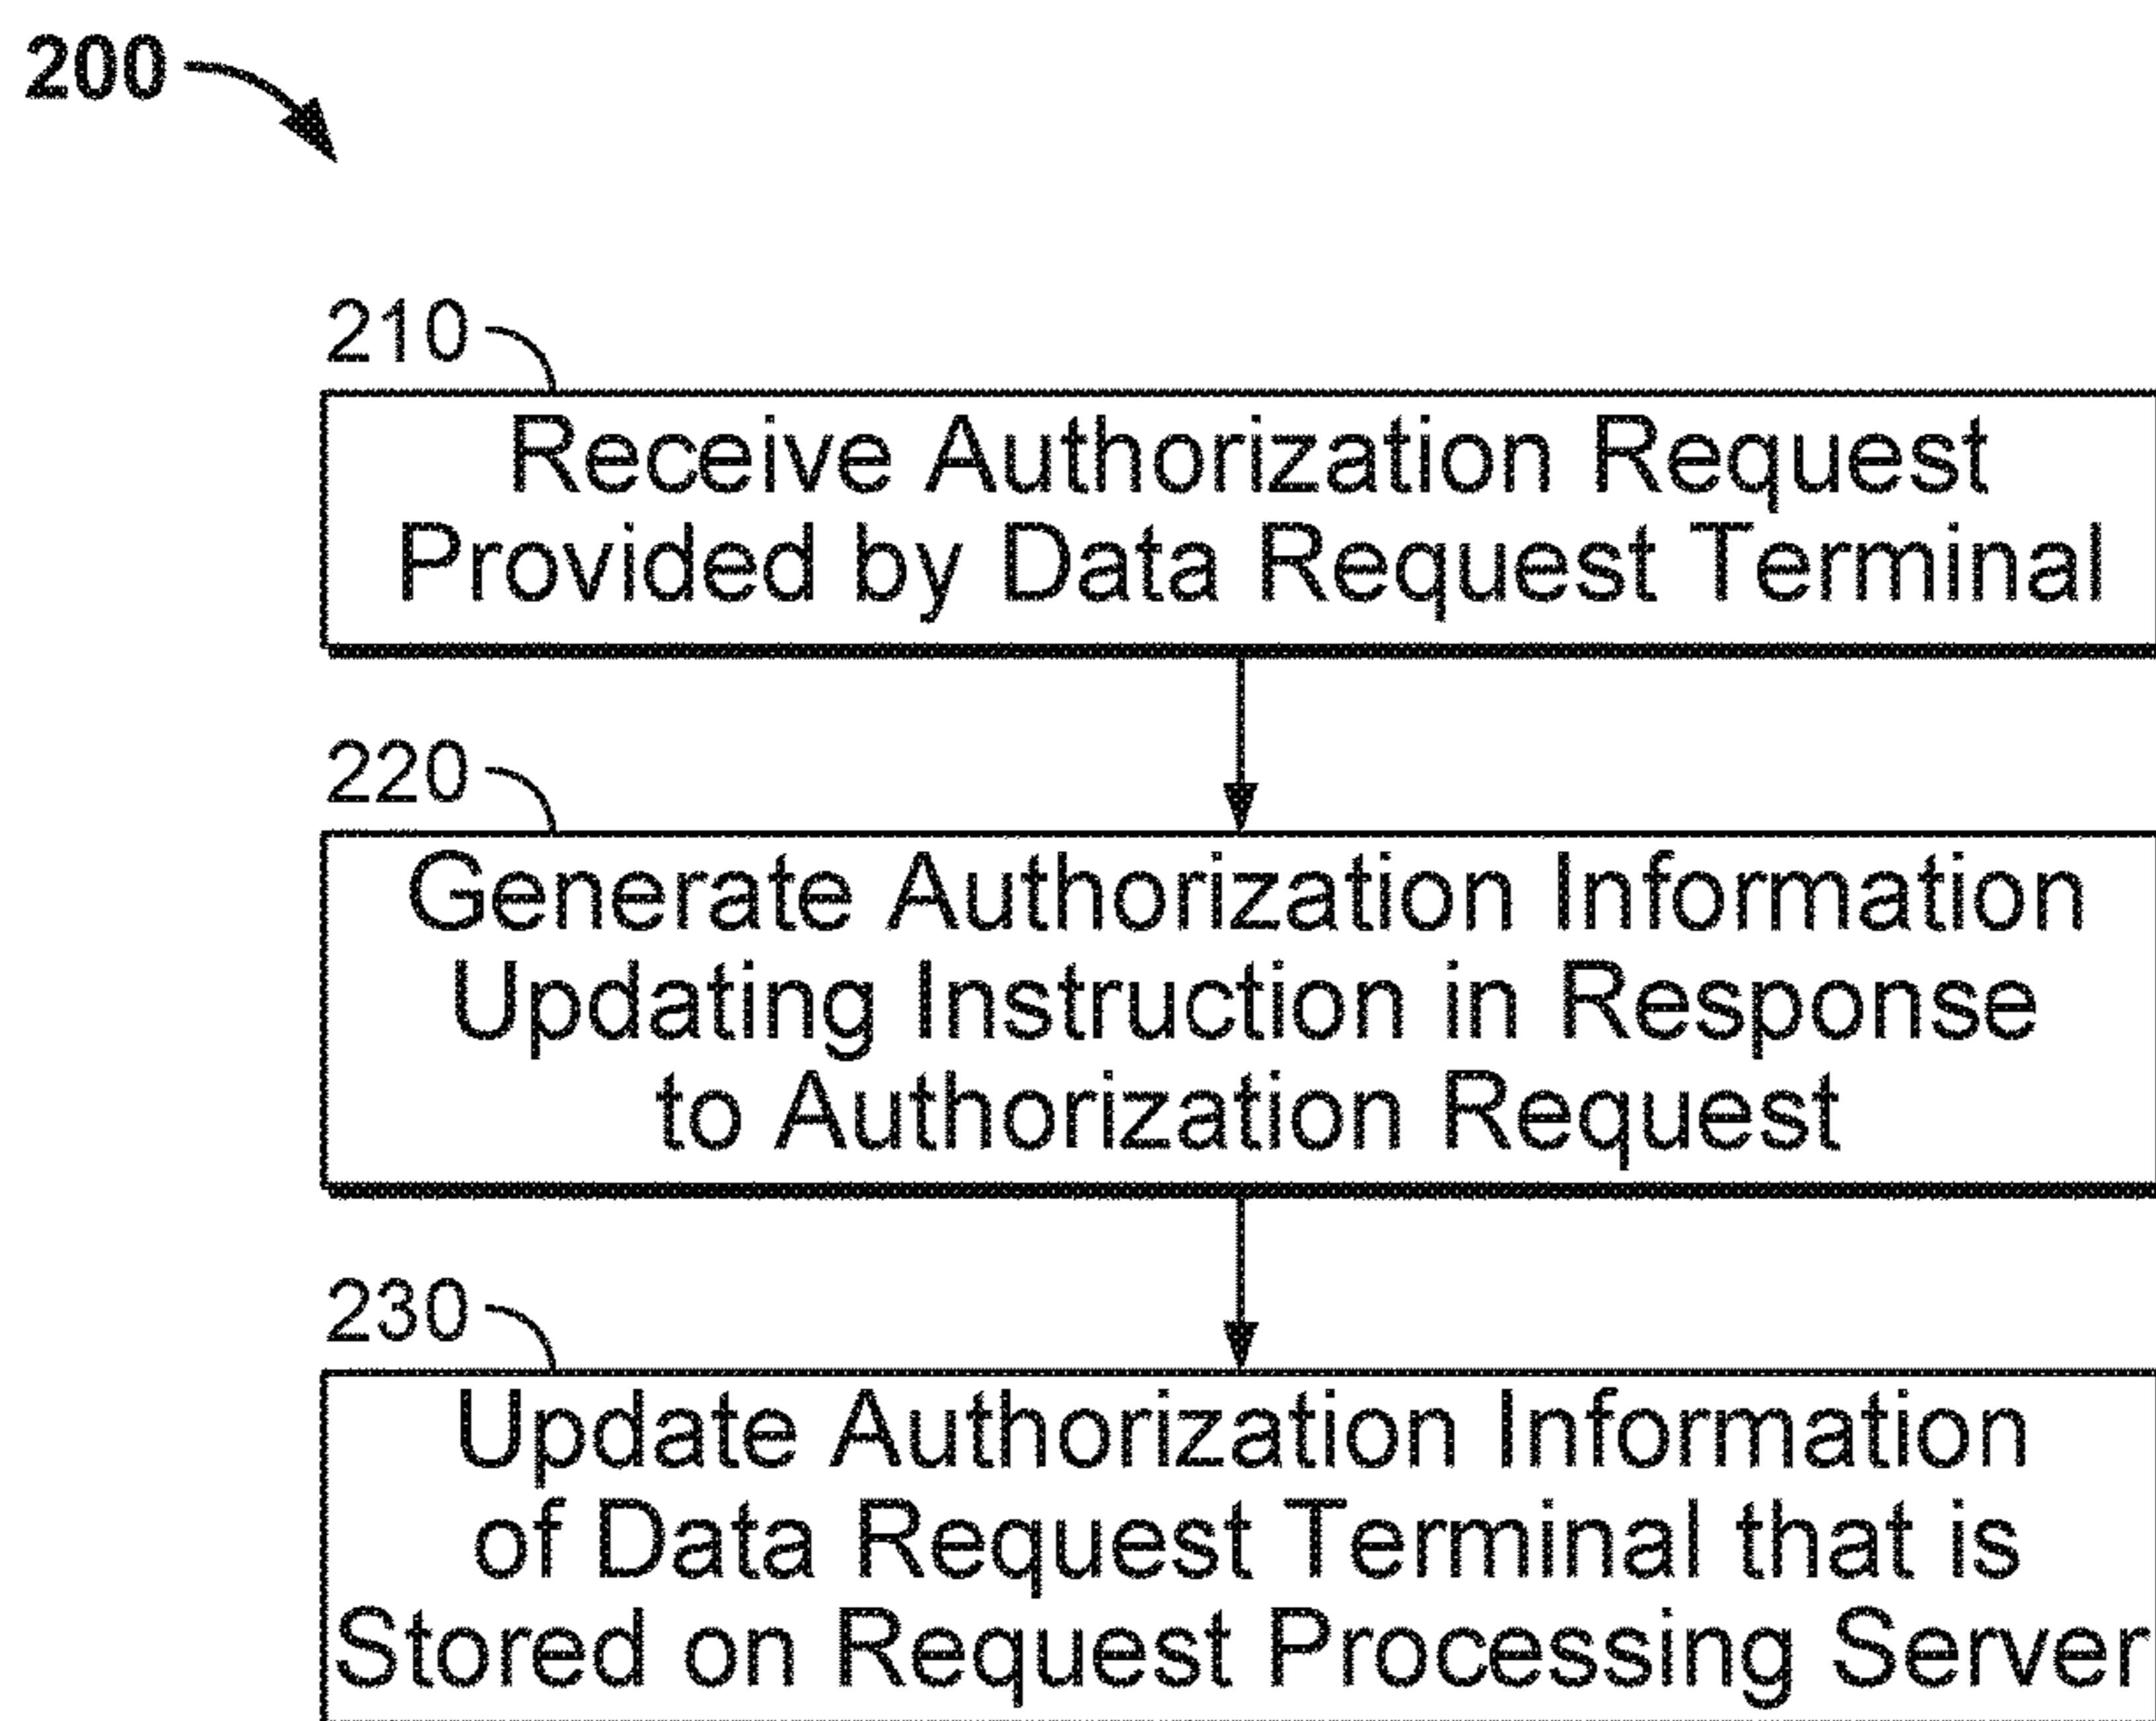 200
210
Receive Authorization Request
Provided by Data Request Terminal
220
Generate Authorization Information
Updating Instruction in Response
to Authorization Request
230
Update Authorization Information
of Data Request Terminal that is
Stored on Request Processing Server